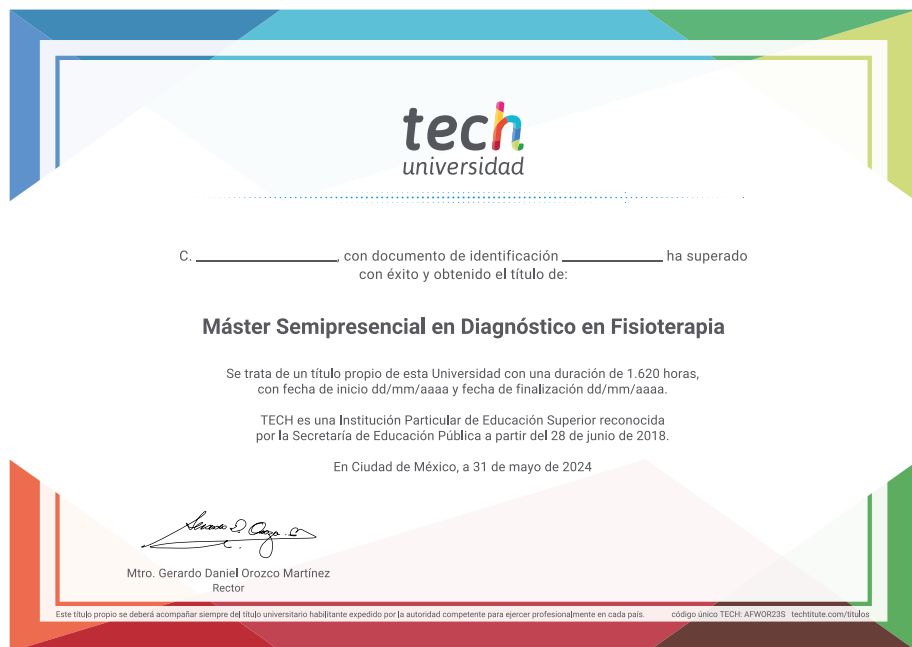 tech
universidad
C. ____________________, con documento de identificación ______________ ha superado
con éxito y obtenido el título de:
Máster Semipresencial en Diagnóstico en Fisioterapia
Se trata de un título propio de esta Universidad con una duración de 1.620 horas,
con fecha de inicio dd/mm/aaaa y fecha de finalización dd/mm/aaaa.
TECH es una Institución Particular de Educación Superior reconocida
por la Secretaría de Educación Pública a partir del 28 de junio de 2018.
En Ciudad de México, a 31 de mayo de 2024
Mtro. Gerardo Daniel Orozco Martínez
Rector
Este título propio se deberá acompañar siempre del título universitario habilitante expedido por la autoridad competente para ejercer profesionalmente en cada país. código único TECH: AFWOR23S techtitute.com/titulos